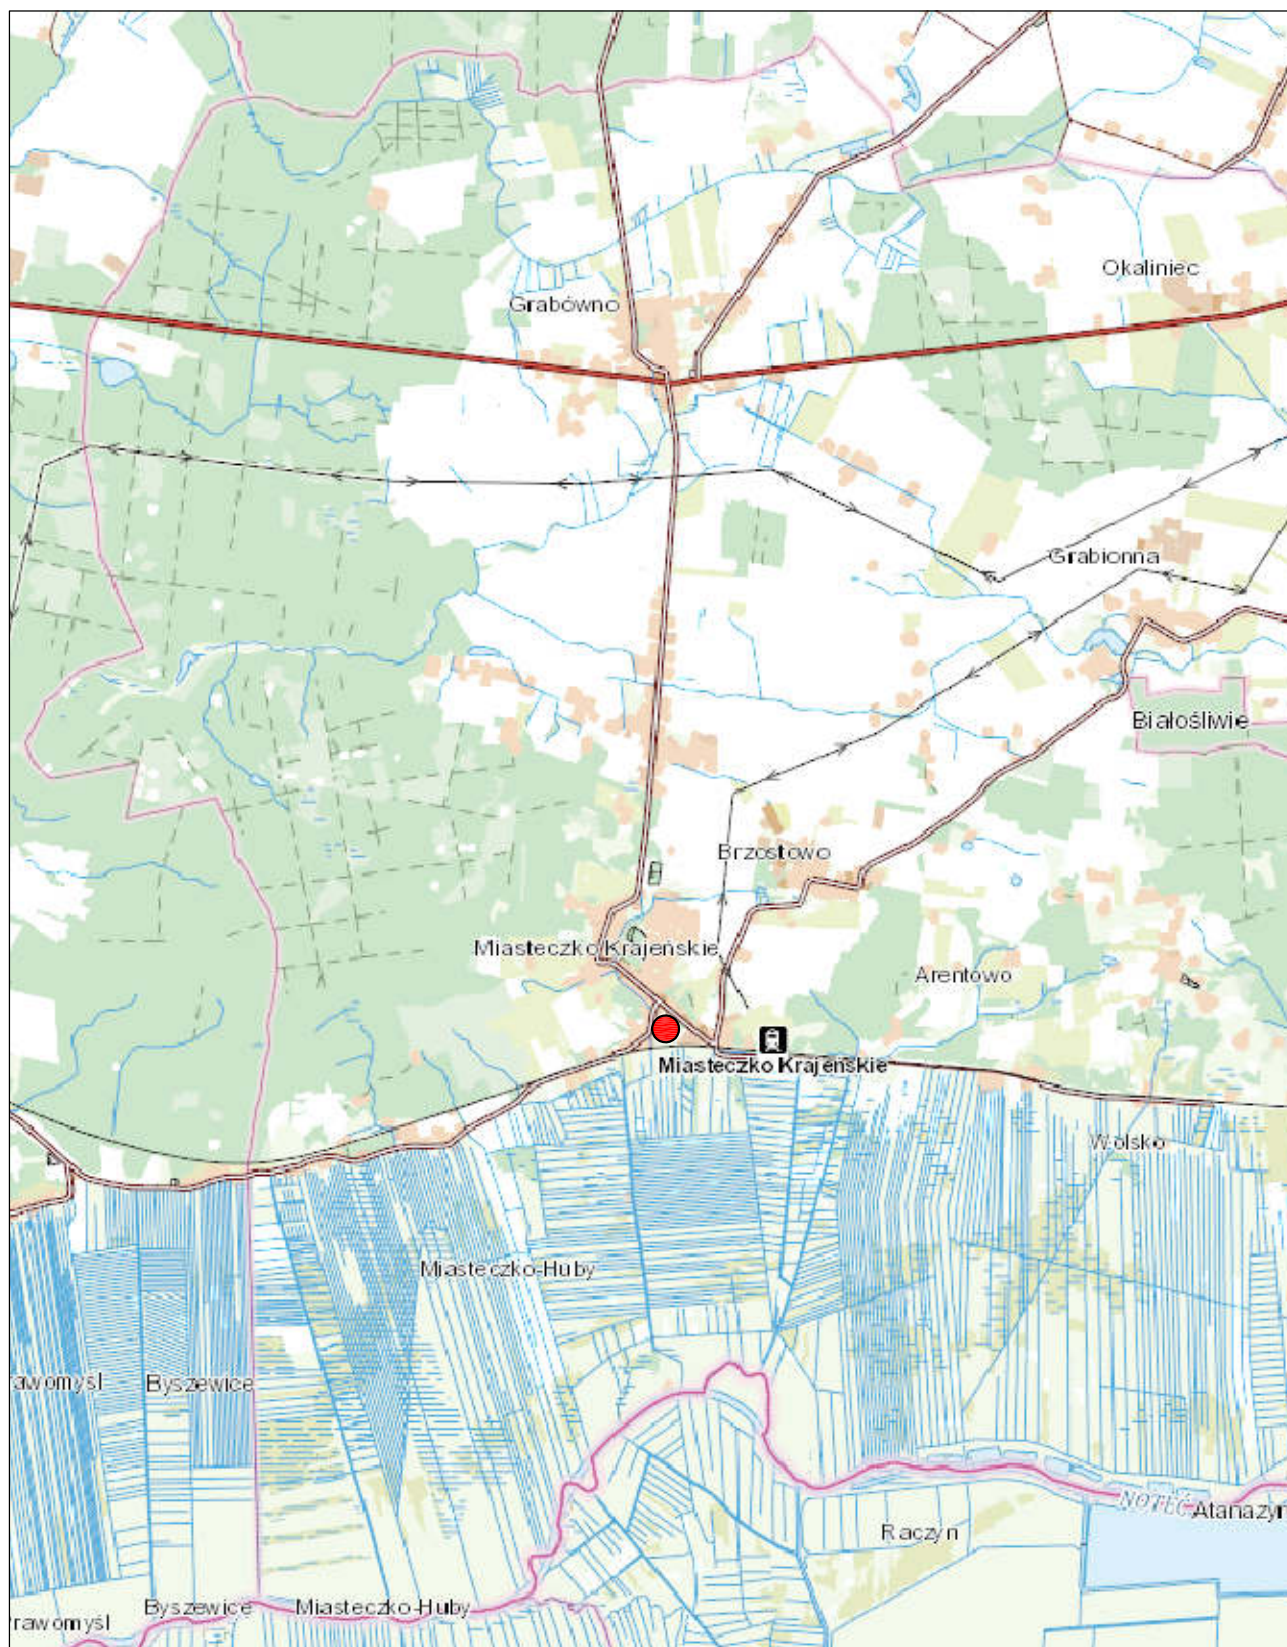 Okaliniec
Grabówno
Grabionna
Białośliwie
Brzostowo
Miasteczko Krajeńskie
Arentowo
Miasteczko Krajeńskie
Wolsko
Miasteczko-Huby
awomyśl
Byszewice
NOTEĆ
Atanazyn
Raczyn
Byszewice
Miasteczko-Huby
rawomyśl